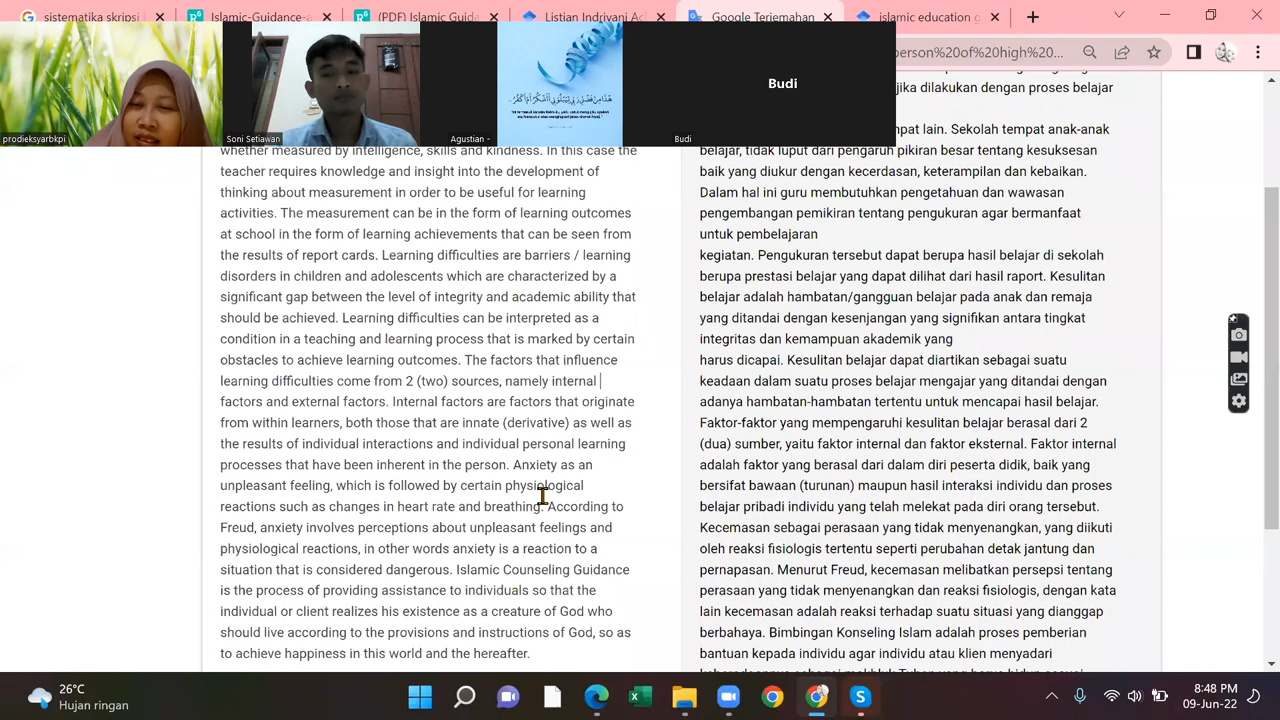 sistematika skripsi
Islamic-Guidance-a
(PDF) Islamic Guida
Listian Indriyani Ac
Google Terjemahan
islamic education c
person%20of%20high%20...
jika dilakukan dengan proses belajar
mpat ini. Sekolah tempat anak-anak
prodieksyarbkpi
Soni Setiawan
Agustian -
Budi
Budi
whether measured by intelligence, skills and kindness. In this case the
teacher requires knowledge and insight into the development of
thinking about measurement in order to be useful for learning
activities. The measurement can be in the form of learning outcomes
at school in the form of learning achievements that can be seen from
the results of report cards. Learning difficulties are barriers / learning
disorders in children and adolescents which are characterized by a
significant gap between the level of integrity and academic ability that
should be achieved. Learning difficulties can be interpreted as a
condition in a teaching and learning process that is marked by certain
obstacles to achieve learning outcomes. The factors that influence
learning difficulties come from 2 (two) sources, namely internal
factors and external factors. Internal factors are factors that originate
from within learners, both those that are innate (derivative) as well as
the results of individual interactions and individual personal learning
processes that have been inherent in the person. Anxiety as an
unpleasant feeling, which is followed by certain physiological
reactions such as changes in heart rate and breathing. According to
Freud, anxiety involves perceptions about unpleasant feelings and
physiological reactions, in other words anxiety is a reaction to a
situation that is considered dangerous. Islamic Counseling Guidance
is the process of providing assistance to individuals so that the
individual or client realizes his existence as a creature of God who
should live according to the provisions and instructions of God, so as
to achieve happiness in this world and the hereafter.
belajar, tidak luput dari pengaruh pikiran besar tentang kesuksesan
baik yang diukur dengan kecerdasan, keterampilan dan kebaikan.
Dalam hal ini guru membutuhkan pengetahuan dan wawasan
pengembangan pemikiran tentang pengukuran agar bermanfaat
untuk pembelajaran
kegiatan. Pengukuran tersebut dapat berupa hasil belajar di sekolah
berupa prestasi belajar yang dapat dilihat dari hasil report. Kesulitan
belajar adalah hambatan/gangguan belajar pada anak dan remaja
yang ditandai dengan kesenjangan yang signifikan antara tingkat
integritas dan kemampuan akademik yang
harus dicapai. Kesulitan belajar dapat diartikan sebagai suatu
keadaan dalam suatu proses belajar mengajar yang ditandai dengan
adanya hambatan-hambatan tertentu untuk mencapai hasil belajar.
Faktor-faktor yang mempengaruhi kesulitan belajar berasal dari 2
(dua) sumber, yaitu faktor internal dan faktor eksternal. Faktor internal
adalah faktor yang berasal dari dalam diri peserta didik, baik yang
bersifat bawaan (turunan) maupun hasil interaksi individu dan proses
belajar pribadi individu yang telah melekat pada diri orang tersebut.
Kecemasan sebagai perasaan yang tidak menyenangkan, yang diikuti
oleh reaksi fisiologis tertentu seperti perubahan detak jantung dan
pernapasan. Menurut Freud, kecemasan melibatkan persepsi tentang
perasaan yang tidak menyenangkan dan reaksi fisiologis, dengan kata
lain kecemasan adalah reaksi terhadap suatu situasi yang dianggap
berbahaya. Bimbingan Konseling Islam adalah proses pemberian
bantuan kepada individu agar individu atau klien menyadari
26°C
Hujan ringan
8:48 PM
09-Jun-22